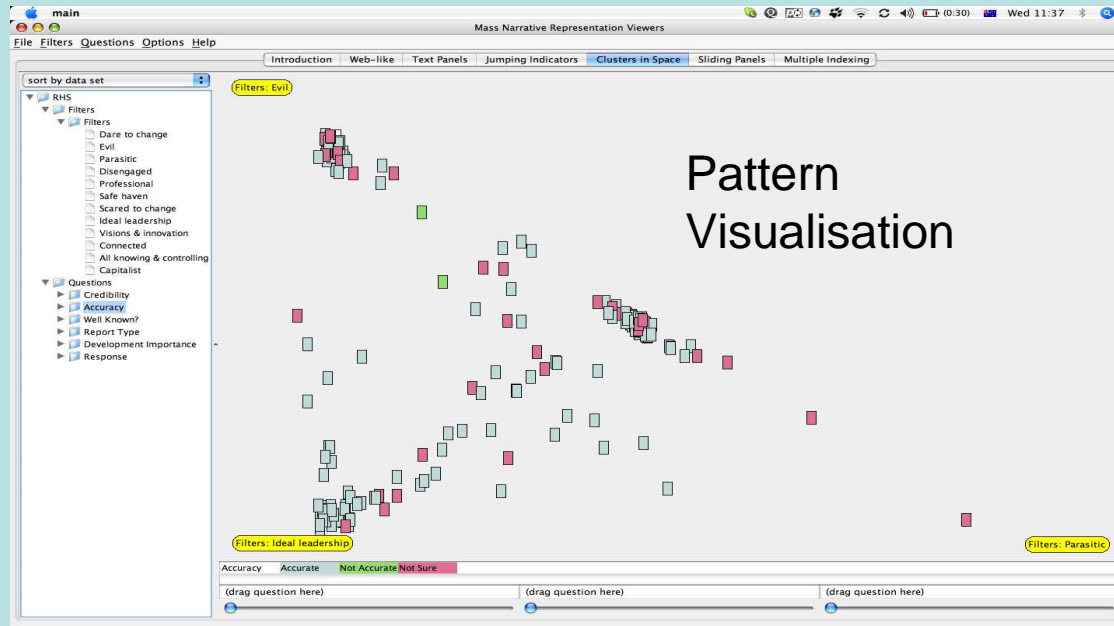 main
(0:30) Wed 11:37
Mass Narrative Representation Viewers
File Filters Questions Options Help
Introduction Web-like Text Panels Jumping Indicators Clusters in Space Sliding Panels Multiple Indexing
sort by data set
RHS
Filters
Filters
Dare to change
Evil
Parasitic
Disengaged
Professional
Safe haven
Scared to change
Ideal leadership
Visions & innovation
Connected
All knowing & controlling
Capitalist
Questions
Credibility
Accuracy
Well Known?
Report Type
Development Importance
Response
Filters: Evil
Pattern
Visualisation
Filters: Ideal leadership
Filters: Parasitic
Accuracy Accurate Not Accurate Not Sure
(drag question here) (drag question here) (drag question here)